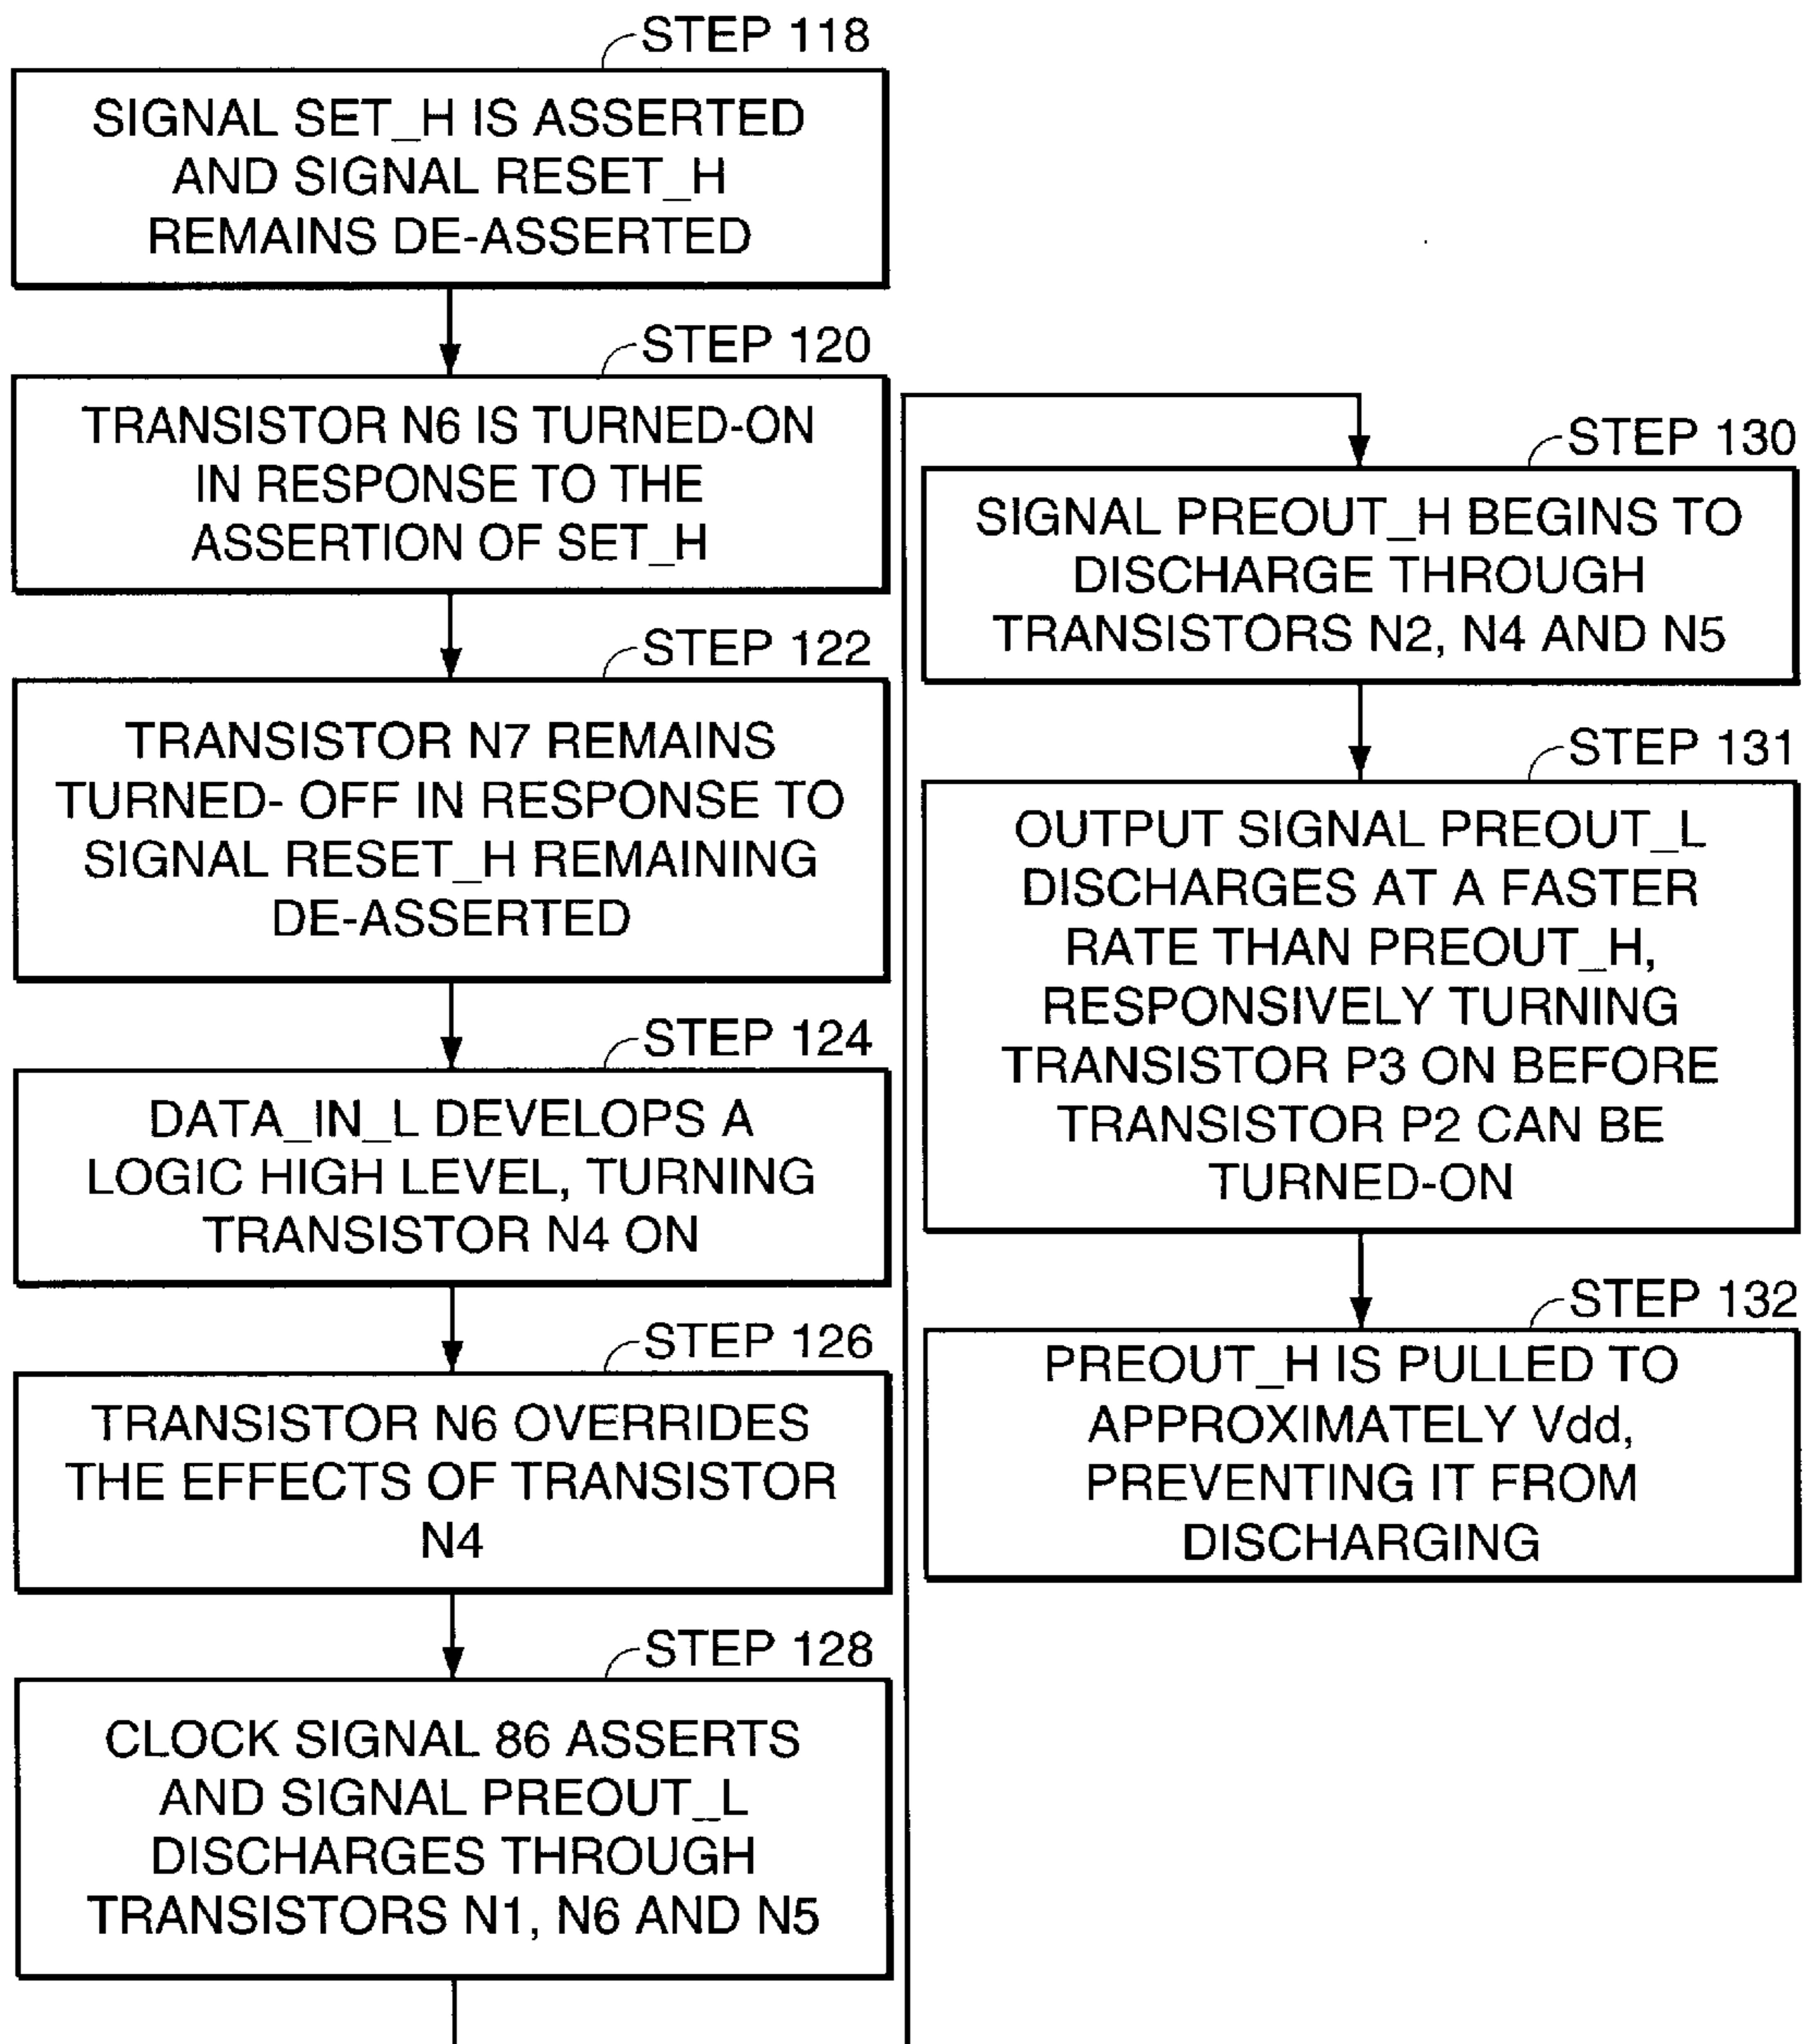 STEP 118
SIGNAL SET_H IS ASSERTED
AND SIGNAL RESET_H
REMAINS DE-ASSERTED
STEP 120
TRANSISTOR N6 IS TURNED-ON
IN RESPONSE TO THE
ASSERTION OF SET_H
STEP 122
TRANSISTOR N7 REMAINS
TURNED- OFF IN RESPONSE TO
SIGNAL RESET_H REMAINING
DE-ASSERTED
STEP 124
DATA_IN_L DEVELOPS A
LOGIC HIGH LEVEL, TURNING
TRANSISTOR N4 ON
STEP 126
TRANSISTOR N6 OVERRIDES
THE EFFECTS OF TRANSISTOR
N4
STEP 128
CLOCK SIGNAL 86 ASSERTS
AND SIGNAL PREOUT_L
DISCHARGES THROUGH
TRANSISTORS N1, N6 AND N5
STEP 130
SIGNAL PREOUT_H BEGINS TO
DISCHARGE THROUGH
TRANSISTORS N2, N4 AND N5
STEP 131
OUTPUT SIGNAL PREOUT_L
DISCHARGES AT A FASTER
RATE THAN PREOUT_H,
RESPONSIVELY TURNING
TRANSISTOR P3 ON BEFORE
TRANSISTOR P2 CAN BE
TURNED-ON
STEP 132
PREOUT_H IS PULLED TO
APPROXIMATELY Vdd,
PREVENTING IT FROM
DISCHARGING